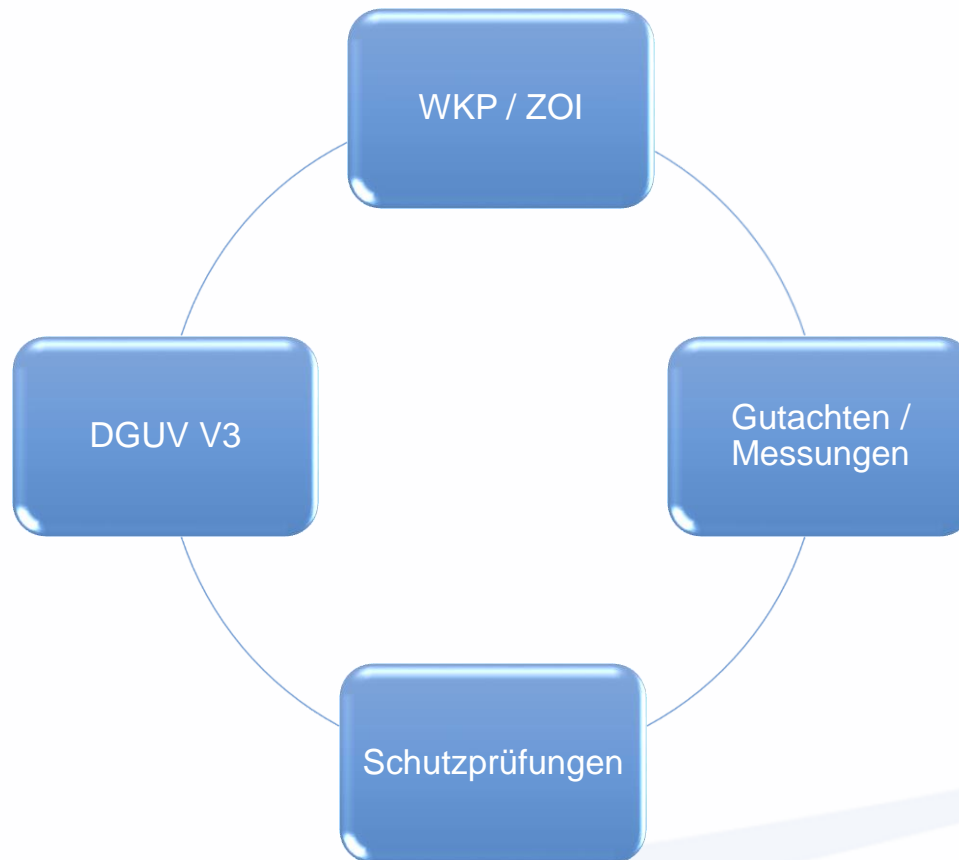 WKP / ZOI
DGUV V3
Gutachten /
Messungen
Schutzprüfungen